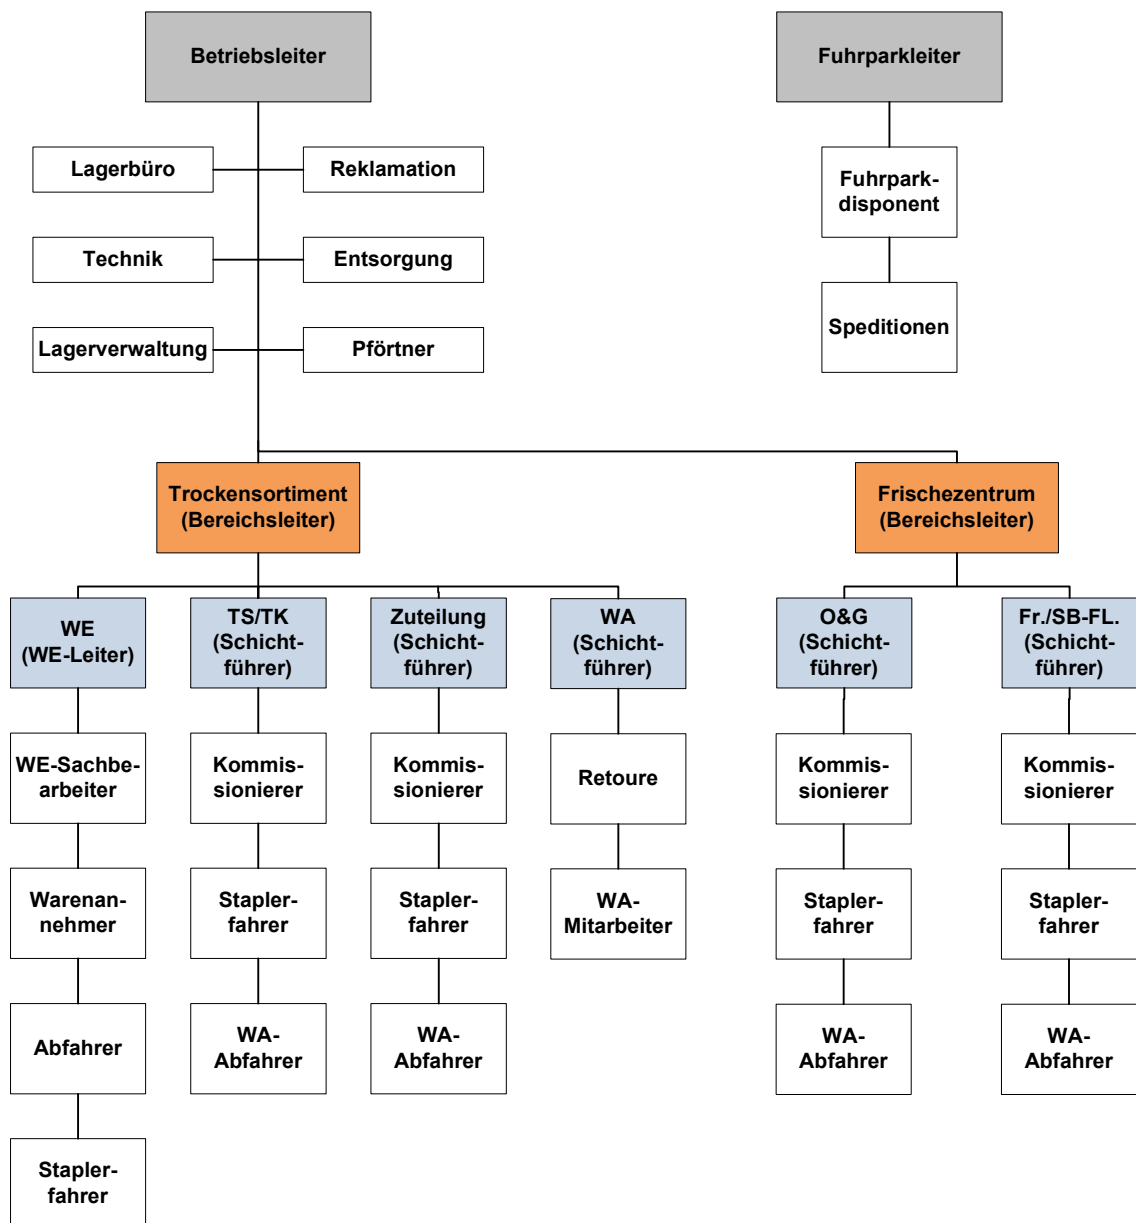 Betriebsleiter
Fuhrparkleiter
Lagerbüro
Reklamation
Fuhrpark-
disponent
Technik
Entsorgung
Speditionen
Lagerverwaltung
Pförtner
Trockensortiment
(Bereichsleiter)
Frischezentrum
(Bereichsleiter)
WE
(WE-Leiter)
TS/TK
(Schicht-
führer)
Zuteilung
(Schicht-
führer)
WA
(Schicht-
führer)
O&G
(Schicht-
führer)
Fr./SB-FL.
(Schicht-
führer)
WE-Sachbe-
arbeiter
Kommis-
sionierer
Kommis-
sionierer
Retoure
Kommis-
sionierer
Kommis-
sionierer
Warenan-
nehmer
Stapler-
fahrer
Stapler-
fahrer
WA-
Mitarbeiter
Stapler-
fahrer
Stapler-
fahrer
Abfahrer
WA-
Abfahrer
WA-
Abfahrer
WA-
Abfahrer
WA-
Abfahrer
Stapler-
fahrer